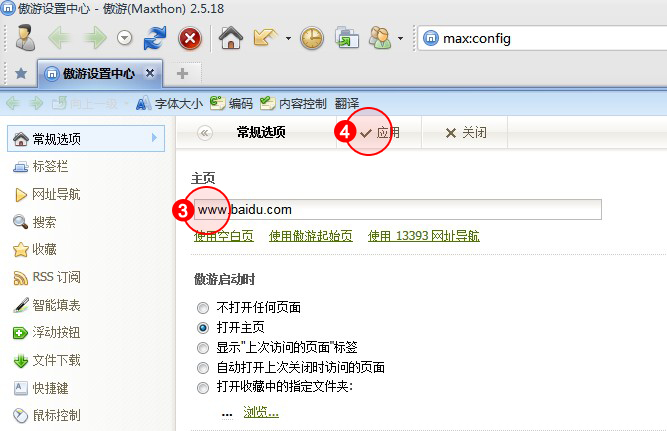 傲游设置中心 - 傲游(Maxthon) 2.5.18
max:config
傲游设置中心
向上一级 字体大小 编码 内容控制 翻译
常规选项
标签栏
网址导航
搜索
收藏
RSS 订阅
智能填表
浮动按钮
文件下载
快捷键
鼠标控制
常规选项 4 应用 关闭
主页
3 www.baidu.com
使用空白页 使用傲游起始页 使用 13393 网址导航
傲游启动时
不打开任何页面
打开主页
显示"上次访问的页面"标签
自动打开上次关闭时访问的页面
打开收藏中的指定文件夹:
... 浏览...